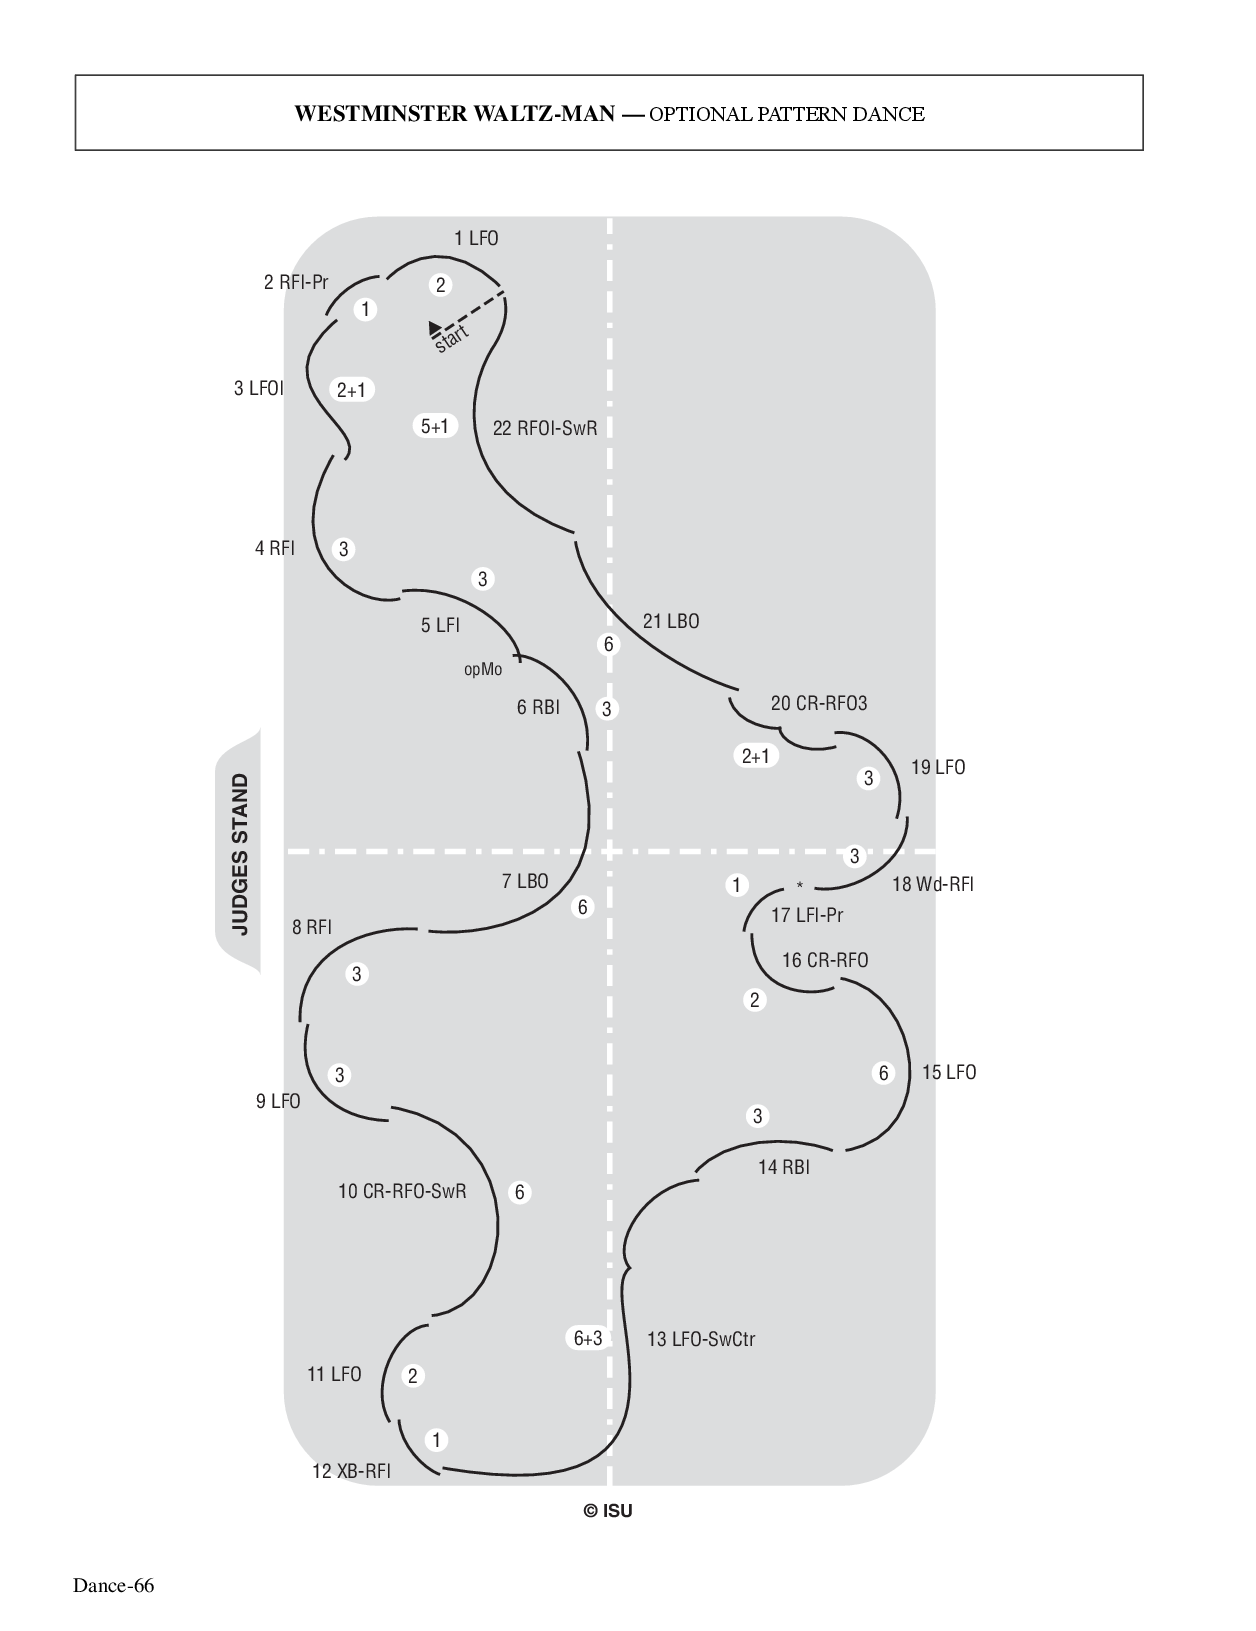 WESTMINSTER WALTZ-MAN — OPTIONAL PATTERN DANCE
1 LFO
2 RFI-Pr
2
1
start
3 LFOI
2+1
5+1
22 RFOI-SwR
4 RFI
3
3
5 LFI
21 LBO
6
opMo
6 RBI
3
20 CR-RFO3
2+1
19 LFO
3
JUDGES STAND
3
7 LBO
1
*
18 Wd-RFI
6
17 LFI-Pr
8 RFI
16 CR-RFO
3
2
3
6
15 LFO
9 LFO
3
14 RBI
10 CR-RFO-SwR
6
6+3
13 LFO-SwCtr
11 LFO
2
1
12 XB-RFI
© ISU
Dance-66